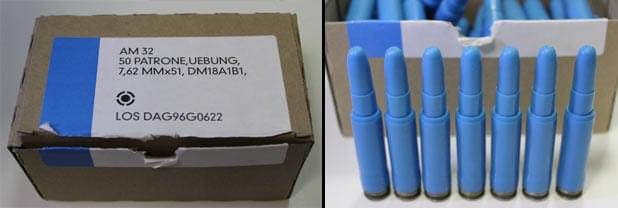 AM 32
50 PATRONE,UEBUNG,
7,62 MMx51, DM18A1B1,
LOS DAG96G0622